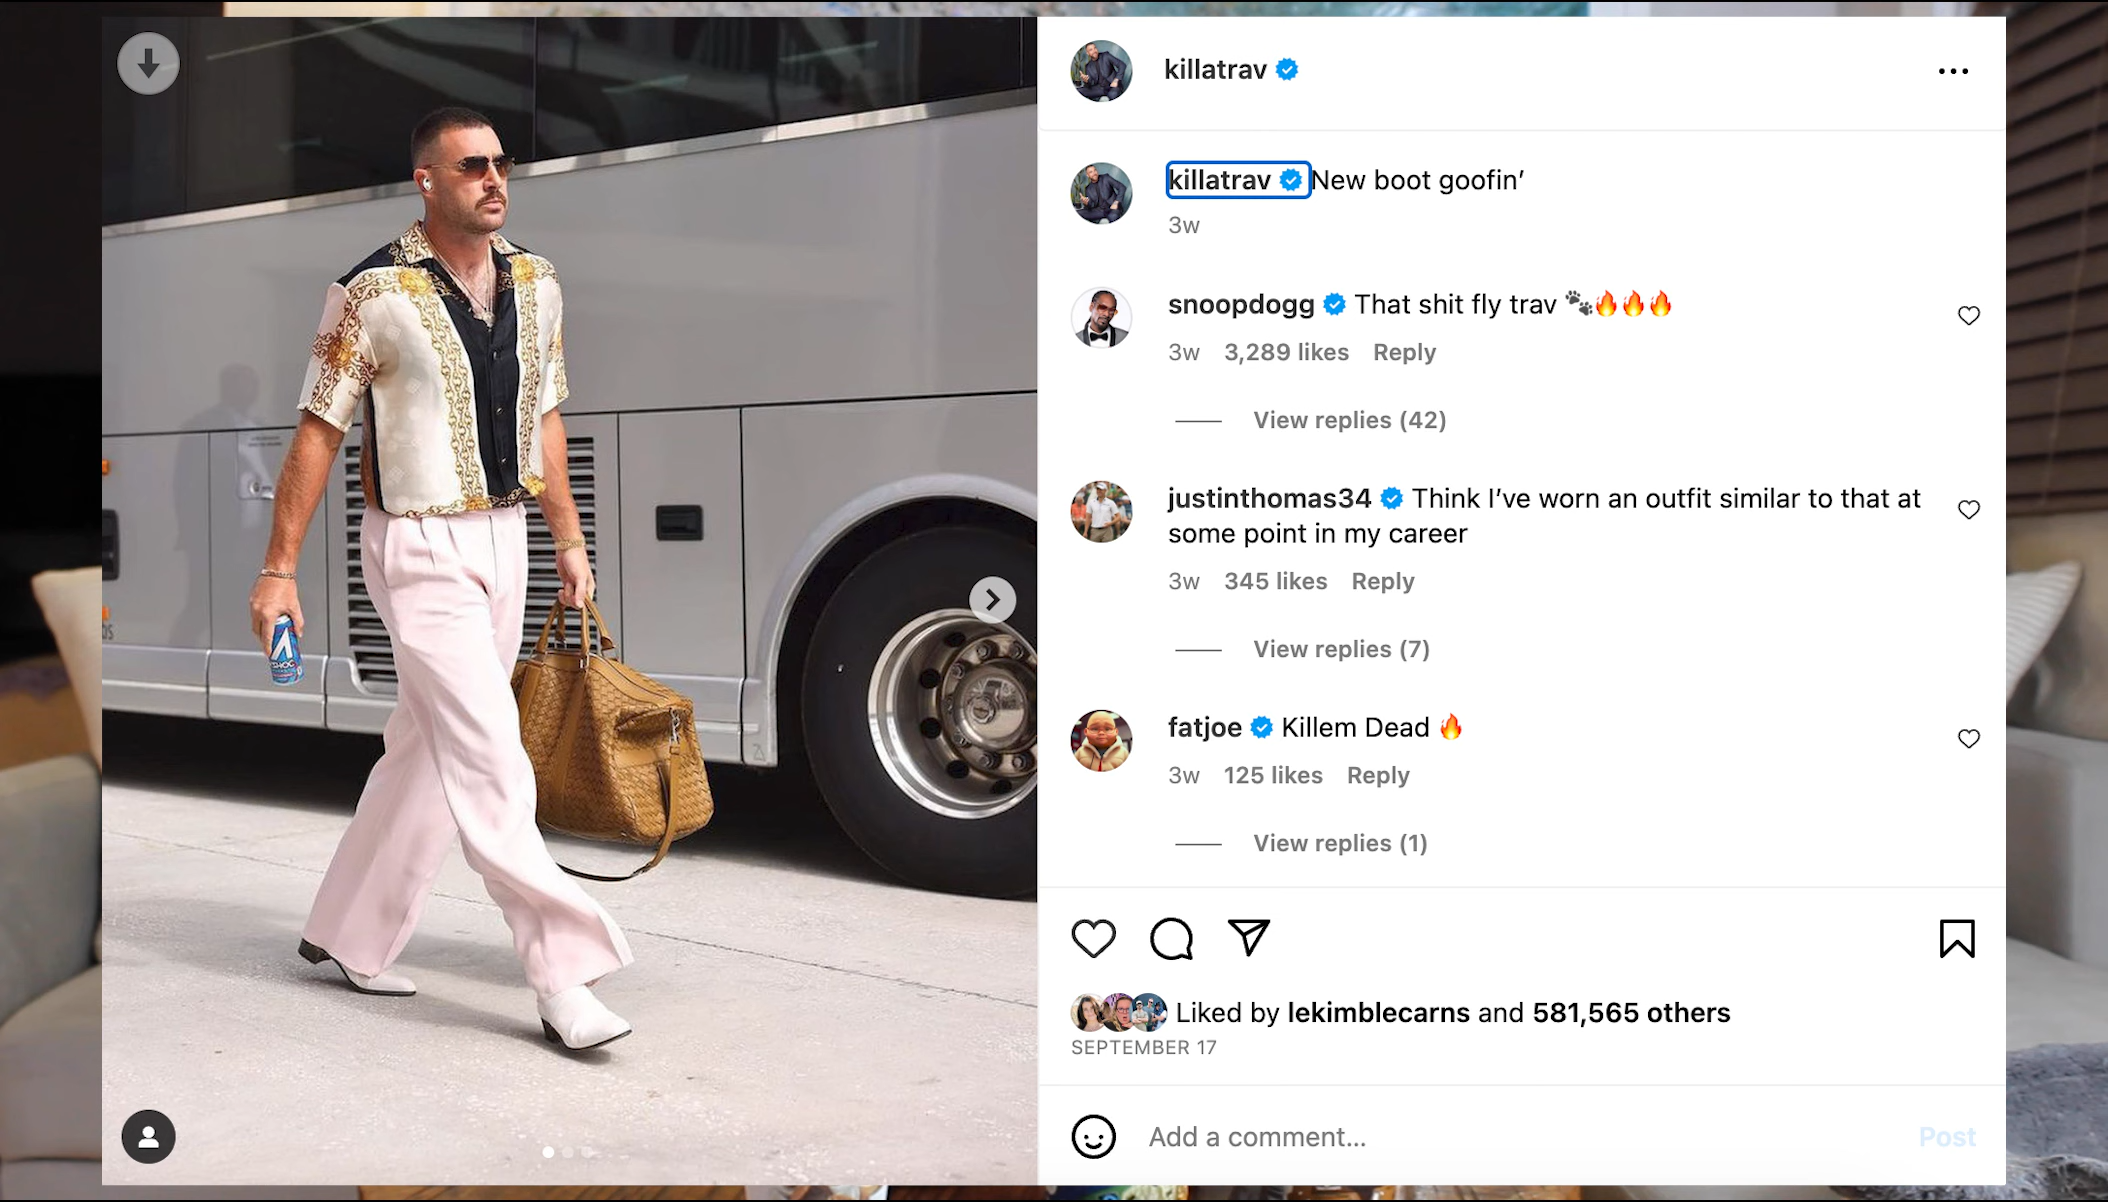 killatrav
killatrav New boot goofin’
3w
snoopdogg That shit fly trav 🐾🔥🔥🔥
3w 3,289 likes Reply
View replies (42)
justinthomas34 Think I’ve worn an outfit similar to that at
some point in my career
3w 345 likes Reply
View replies (7)
fatjoe Killem Dead 🔥
3w 125 likes Reply
View replies (1)
Liked by lekimblecarns and 581,565 others
SEPTEMBER 17
Add a comment...
Post